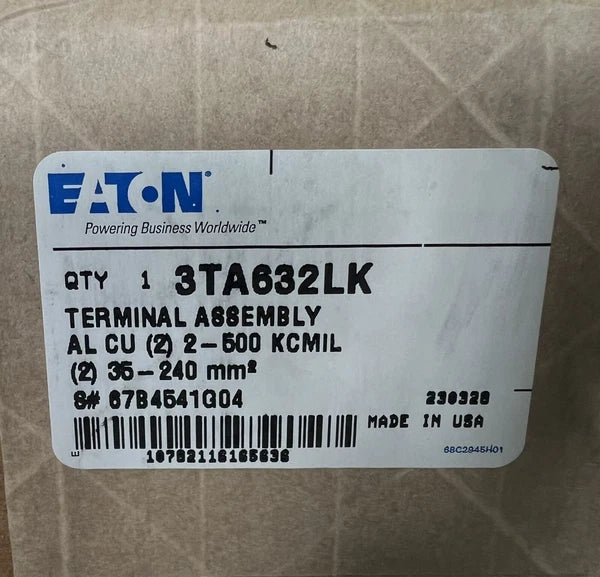 EATON®
Powering Business Worldwide™
QTY 1 3TA632LK
TERMINAL ASSEMBLY
AL CU (2) 2-500 KCMIL
(2) 35-240 mm²
S# 67B4541G04
230328
MADE IN USA
E
10782116165636
68C2945H01